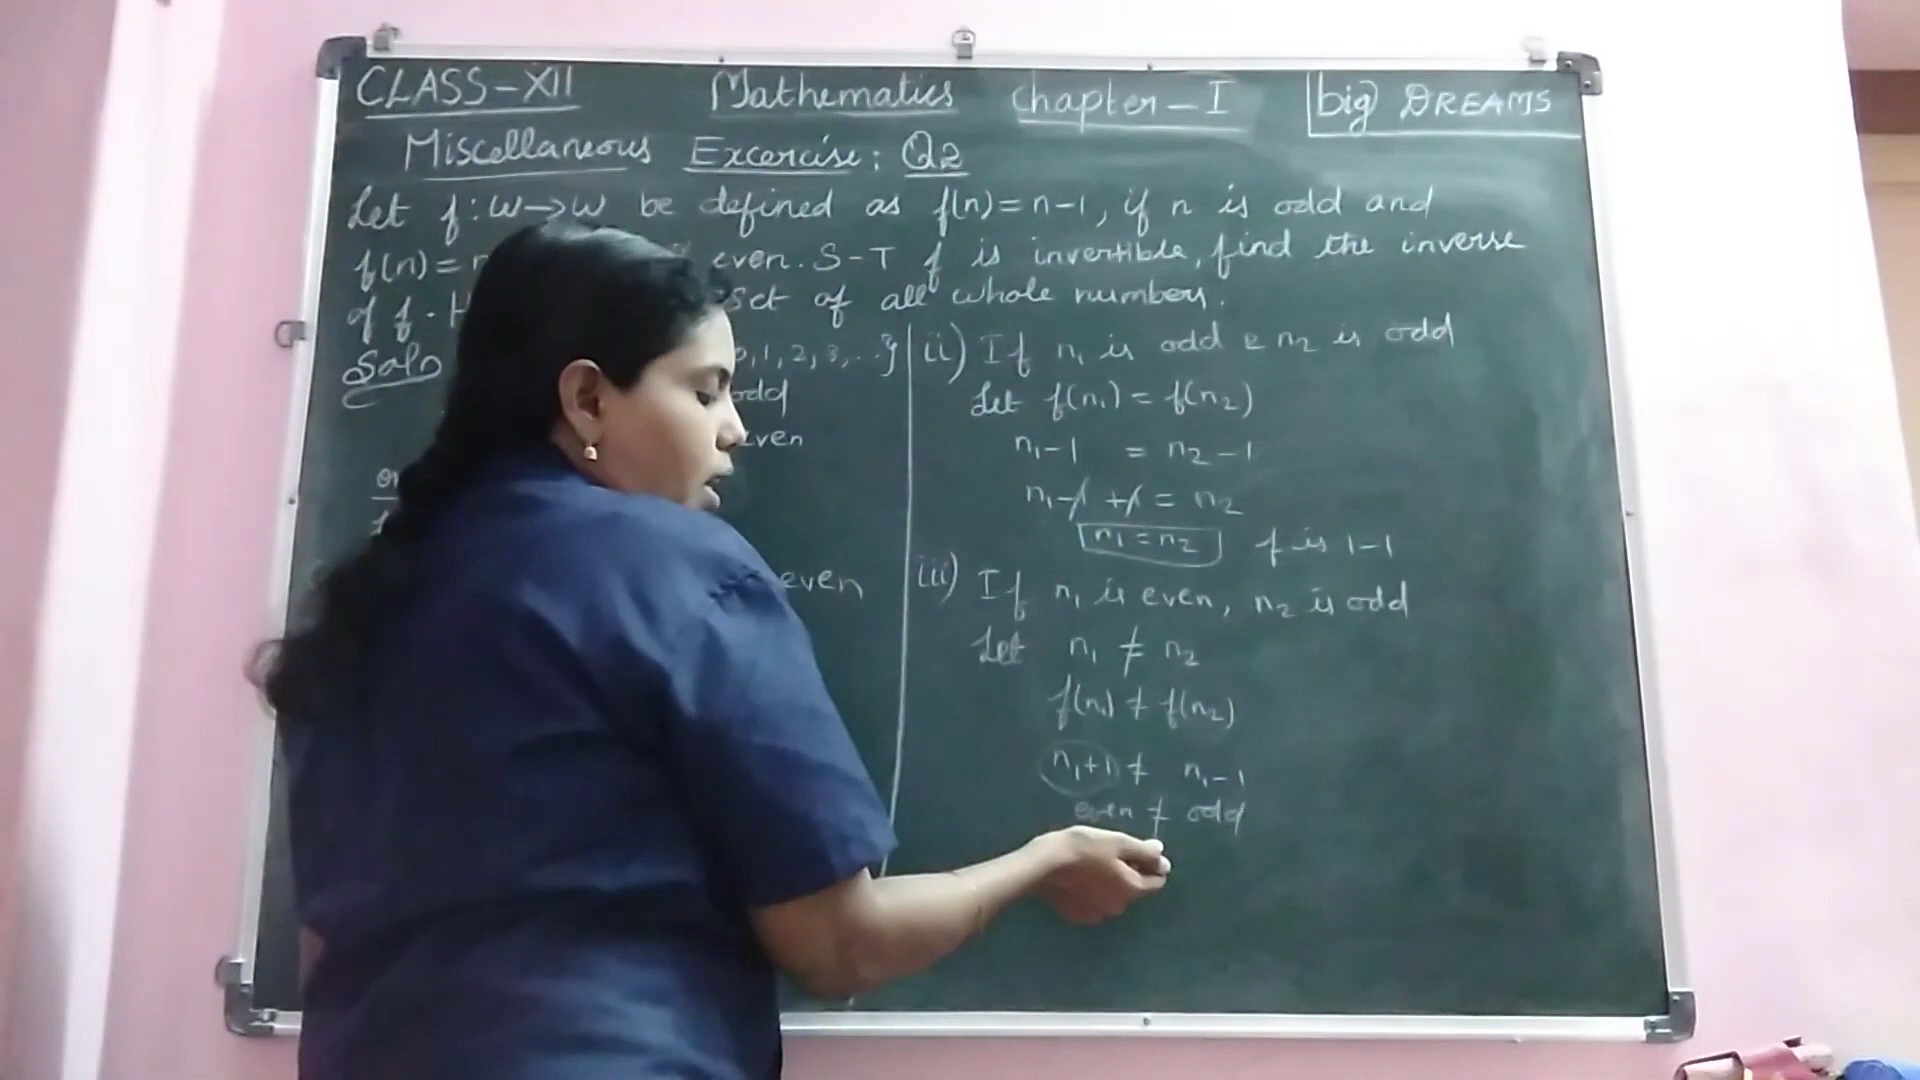 CLASS-XII Mathematics Chapter-I big DREAMS
Miscellaneous Excercise: Q2
Let f: W→W be defined as f(n)=n-1, if n is odd and
f(n)= even. S-T f is invertible, find the inverse
of f. set of all whole numbers.
Soln 0,1,2,3,...}
odd
even
even
ii) If n₁ is odd & n₂ is odd
Let f(n₁) = f(n₂)
n₁-1 = n₂-1
n₁-1+1 = n₂
n₁=n₂ f is 1-1
iii) If n₁ is even, n₂ is odd
Let n₁ ≠ n₂
f(n₁) ≠ f(n₂)
n₁+1 ≠ n₁-1
even ≠ odd